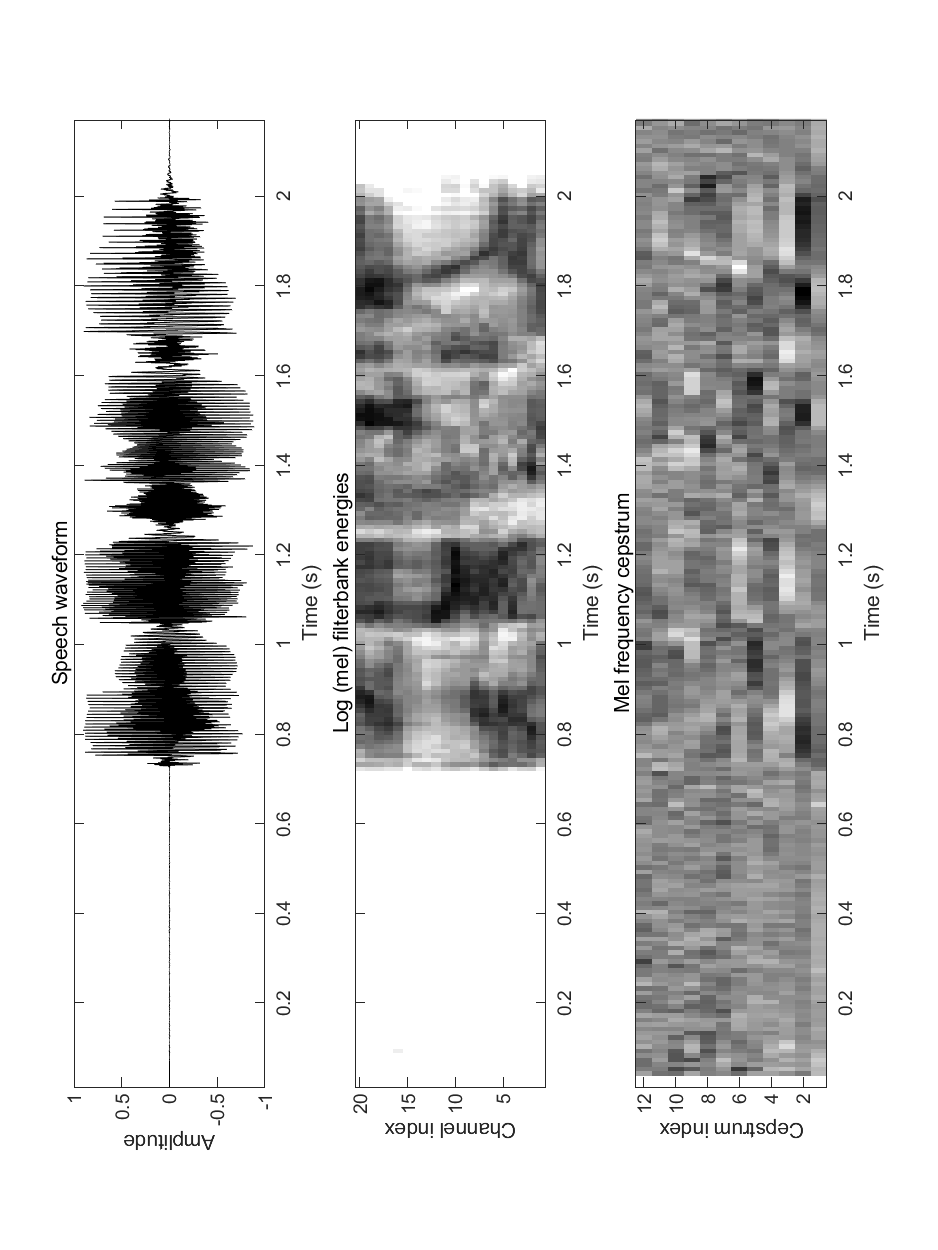 Speech waveform
1
0.5
0
-0.5
-1
Amplitude
0.2 0.4 0.6 0.8 1 1.2 1.4 1.6 1.8 2
Time (s)
Log (mel) filterbank energies
20
15
10
5
Channel index
0.2 0.4 0.6 0.8 1 1.2 1.4 1.6 1.8 2
Time (s)
Mel frequency cepstrum
12
10
8
6
4
2
Cepstrum index
0.2 0.4 0.6 0.8 1 1.2 1.4 1.6 1.8 2
Time (s)